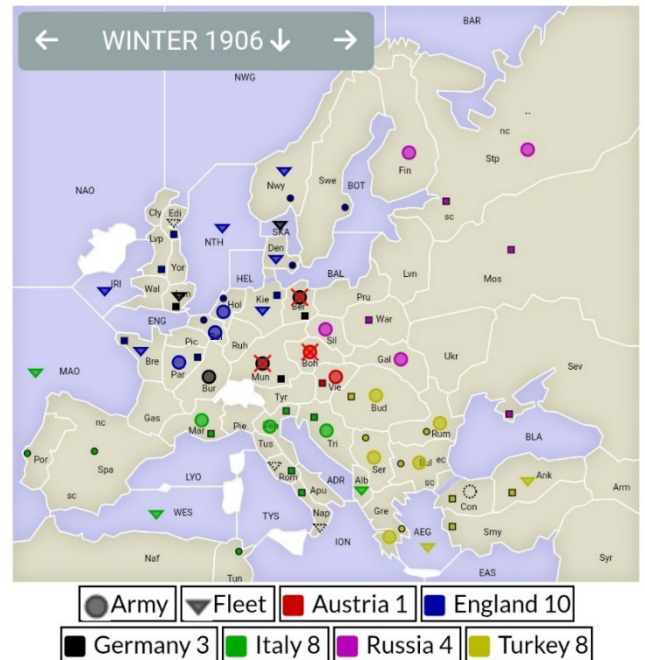 ← WINTER 1906 ↓ →
BAR
NWG
nc
Stp
Fin
Nwy
Swe
BOT
NAO
Cly
Edi
sc
SKA
Lvp
NTH
Den
Mos
Yor
Lvn
IRI
Wal
HEL
BAL
Hol
Kie
Ber
Pru
ENG
War
Pic
Ruh
Sil
Bre
Boh
Gal
Ukr
MAO
Par
Bur
Mun
Vie
Sev
Tyr
Bud
nc
Gas
Mar
Pie
Ven
Tri
Rum
BLA
Por
Spa
Tus
Ser
Bul
ec
LYO
Rom
ADR
Alb
sc
Ank
Arm
sc
Apu
Con
WES
TYS
Nap
Gre
AEG
Smy
ION
Naf
Syr
Tun
EAS
Army
Fleet
Austria 1
England 10
Germany 3
Italy 8
Russia 4
Turkey 8